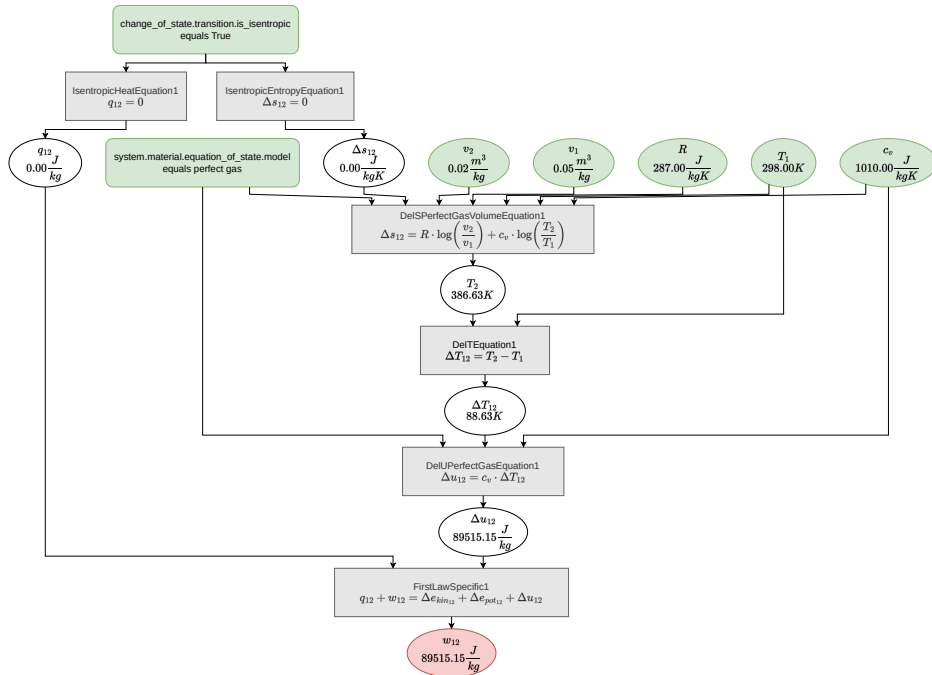 change_of_state.transition.is_isentropic
equals True
IsentropicHeatEquation1
q₁₂ = 0
IsentropicEntropyEquation1
Δs₁₂ = 0
q₁₂
0.00 J/kg
system.material.equation_of_state.model
equals perfect gas
Δs₁₂
0.00 J/kgK
v₂
0.02 m³/kg
v₁
0.05 m³/kg
R
287.00 J/kgK
T₁
298.00K
c_v
1010.00 J/kgK
DelSPerfectGasVolumeEquation1
Δs₁₂ = R · log(v₂/v₁) + c_v · log(T₂/T₁)
T₂
386.63K
DelTEquation1
ΔT₁₂ = T₂ − T₁
ΔT₁₂
88.63K
DelUPerfectGasEquation1
Δu₁₂ = c_v · ΔT₁₂
Δu₁₂
89515.15 J/kg
FirstLawSpecific1
q₁₂ + w₁₂ = Δe_kin₁₂ + Δe_pot₁₂ + Δu₁₂
w₁₂
89515.15 J/kg